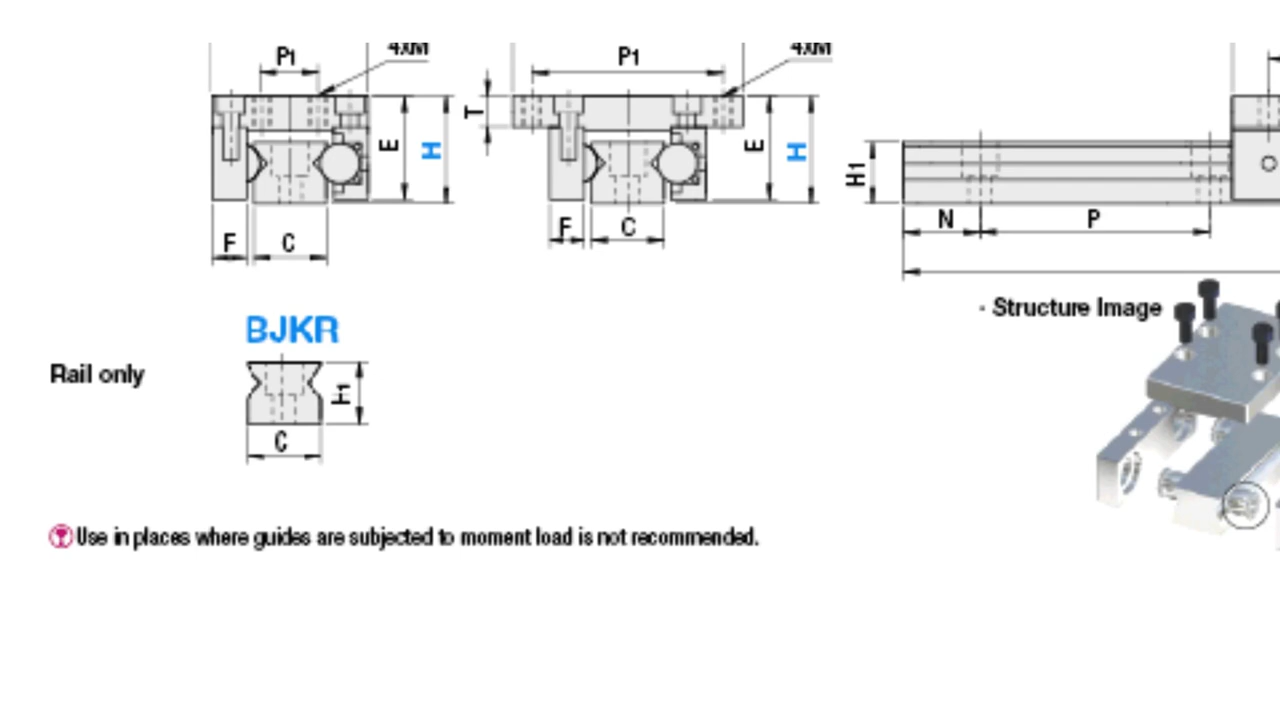 P1 4XM P1 4XM
T E H E H
H1
F C F C N P
· Structure Image
BJKR
Rail only
H1
C
Use in places where guides are subjected to moment load is not recommended.